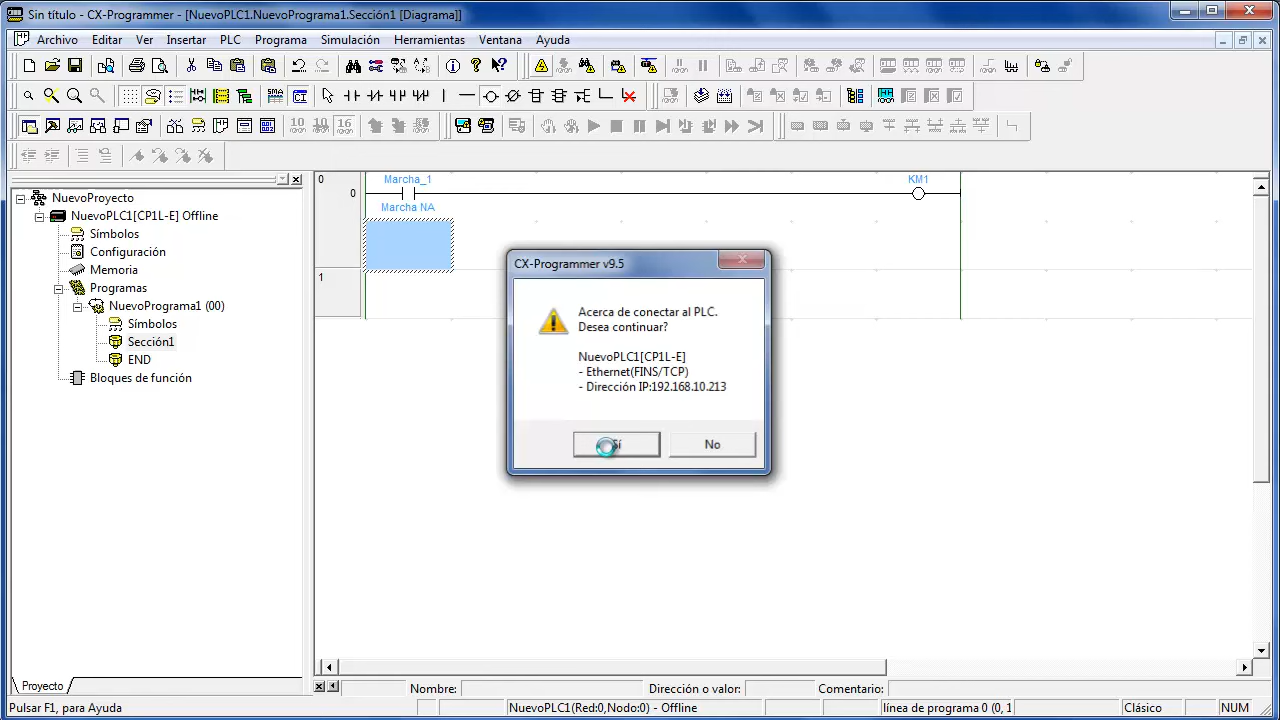 Sin título - CX-Programmer - [NuevoPLC1.NuevoPrograma1.Sección1 [Diagrama]]
Archivo Editar Ver Insertar PLC Programa Simulación Herramientas Ventana Ayuda
10 10 16
NuevoProyecto
NuevoPLC1[CP1L-E] Offline
Símbolos
Configuración
Memoria
Programas
NuevoPrograma1 (00)
Símbolos
Sección1
END
Bloques de función
Proyecto
0
0
Marcha_1
KM1
Marcha NA
1
CX-Programmer v9.5
Acerca de conectar al PLC.
Desea continuar?
NuevoPLC1[CP1L-E]
- Ethernet(FINS/TCP)
- Dirección IP:192.168.10.213
No
Nombre: Dirección o valor: Comentario:
Pulsar F1, para Ayuda NuevoPLC1(Red:0,Nodo:0) - Offline línea de programa 0 (0, 1 Clásico NUM